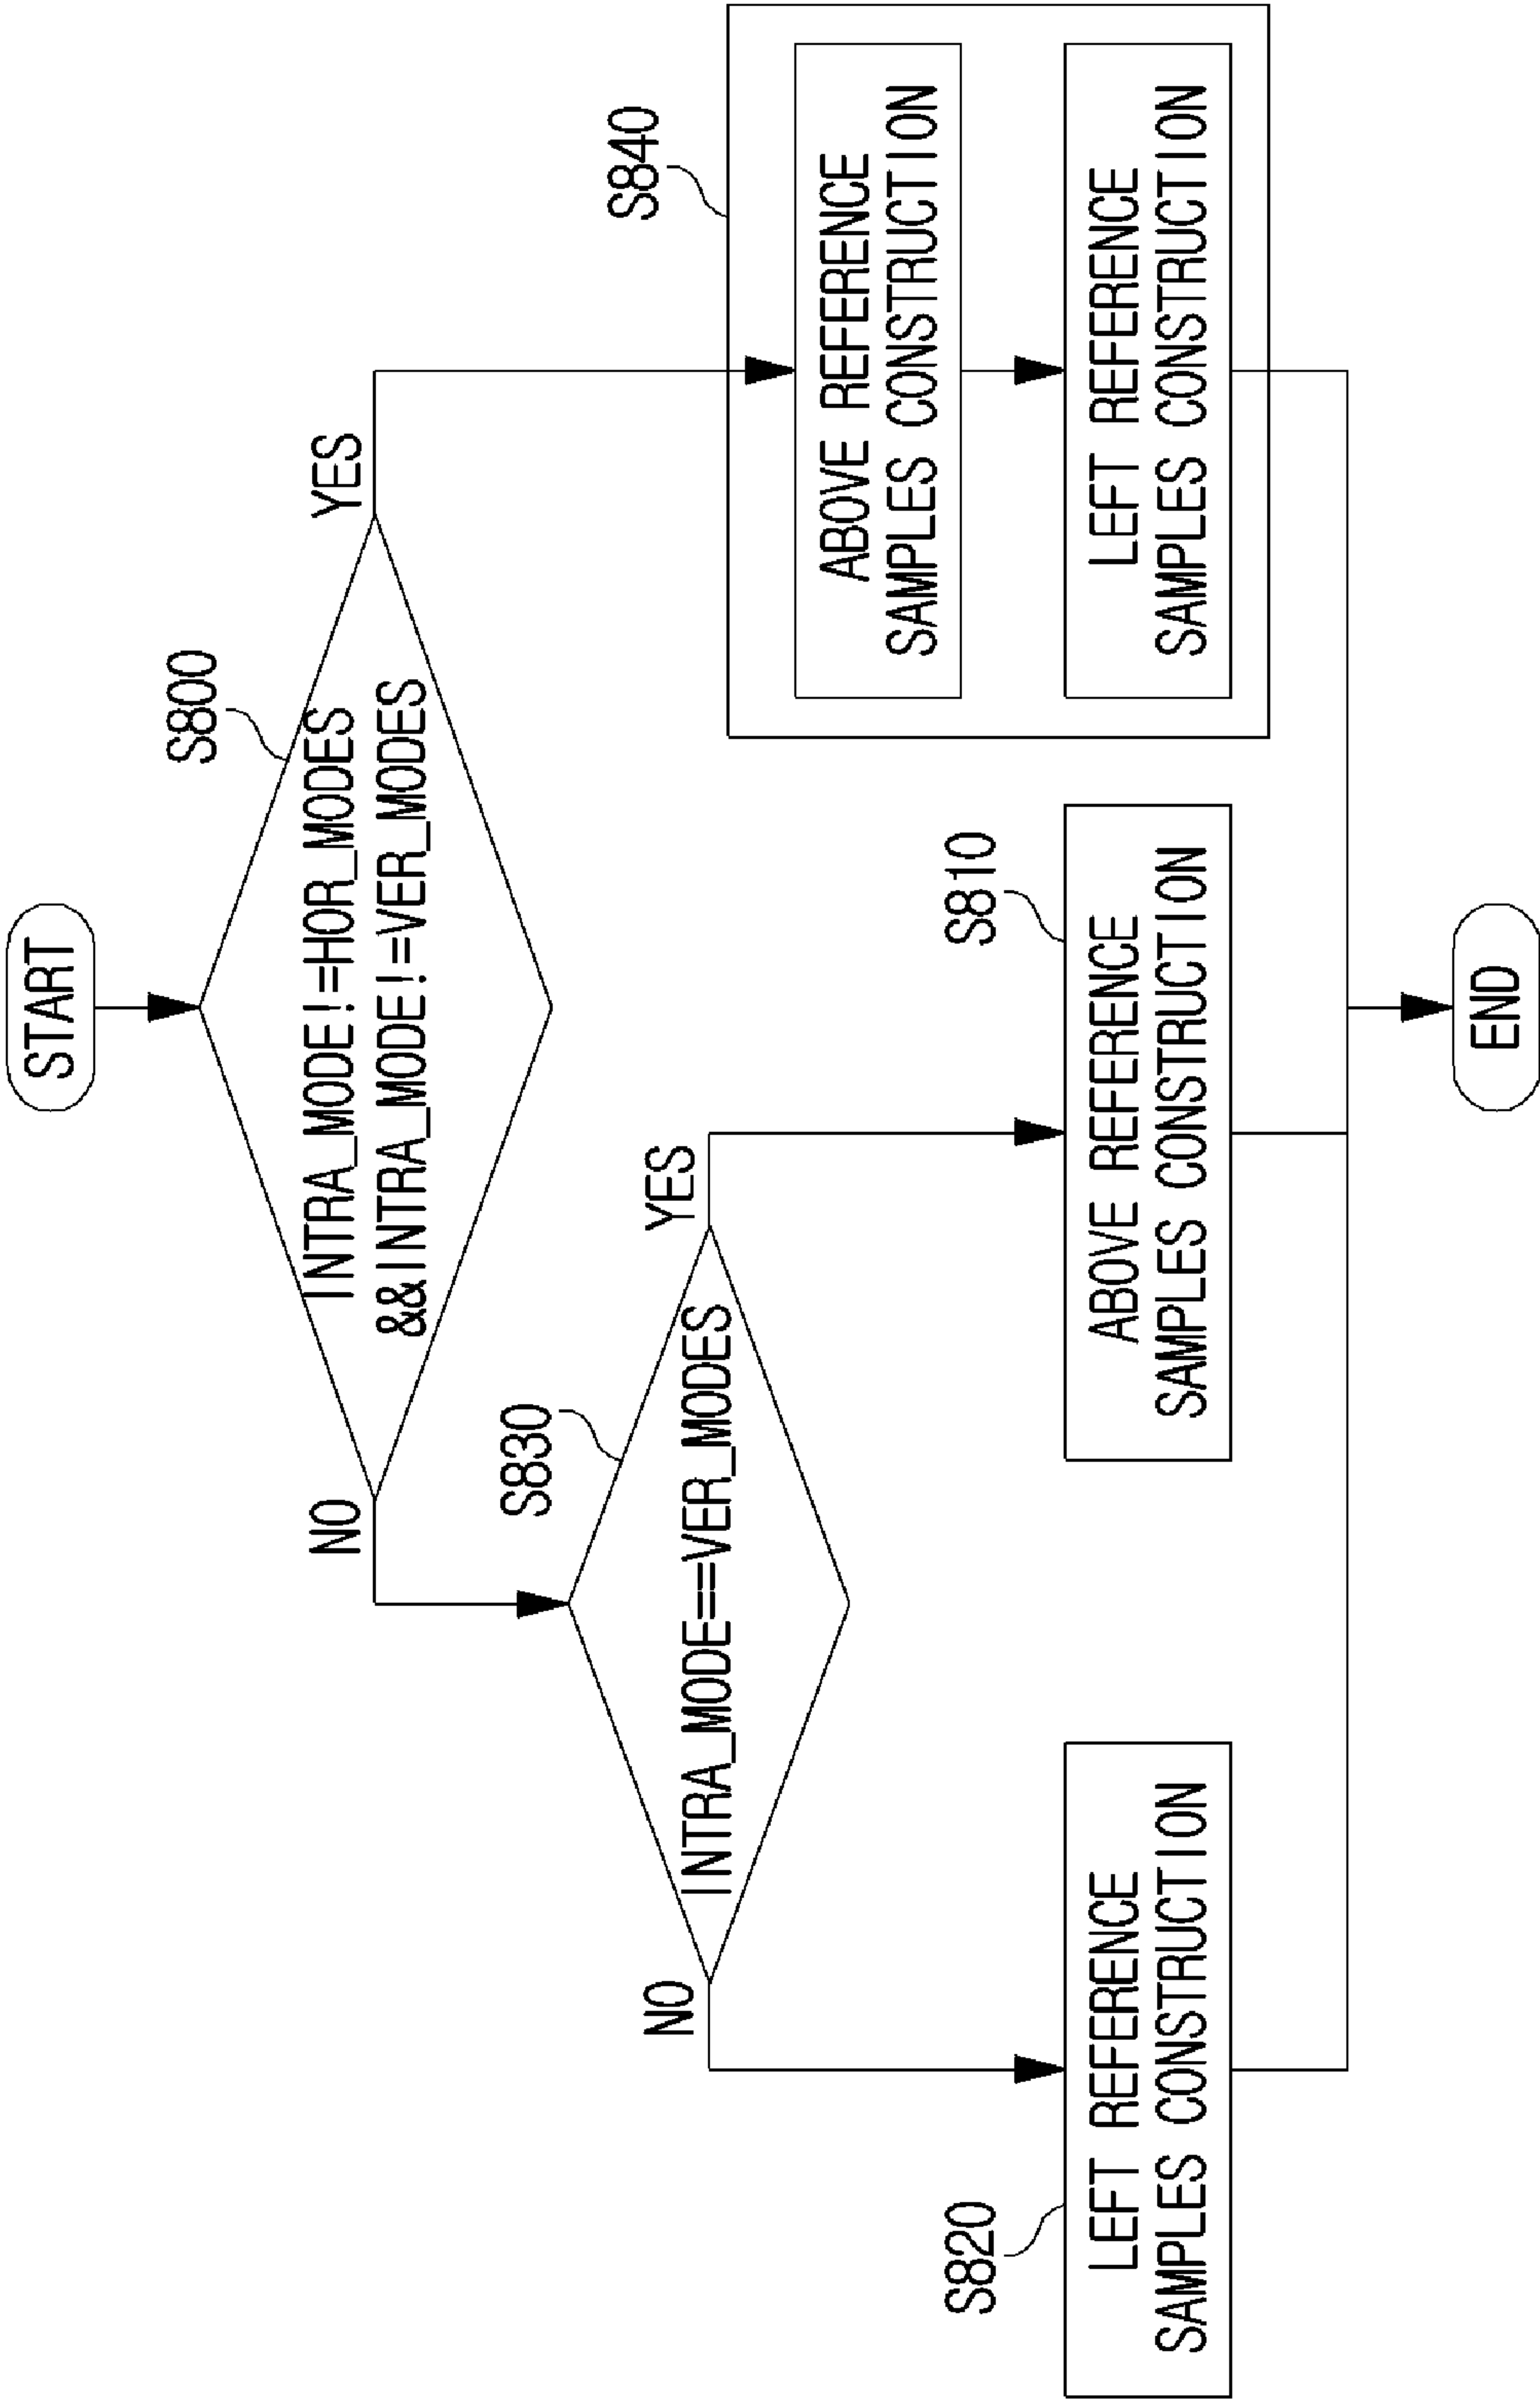 START
S800
INTRA_MODE!=HOR_MODES
&&INTRA_MODE!=VER_MODES
NO
YES
S830
INTRA_MODE==VER_MODES
NO
YES
S840
ABOVE REFERENCE
SAMPLES CONSTRUCTION
LEFT REFERENCE
SAMPLES CONSTRUCTION
S820
LEFT REFERENCE
SAMPLES CONSTRUCTION
S810
ABOVE REFERENCE
SAMPLES CONSTRUCTION
END